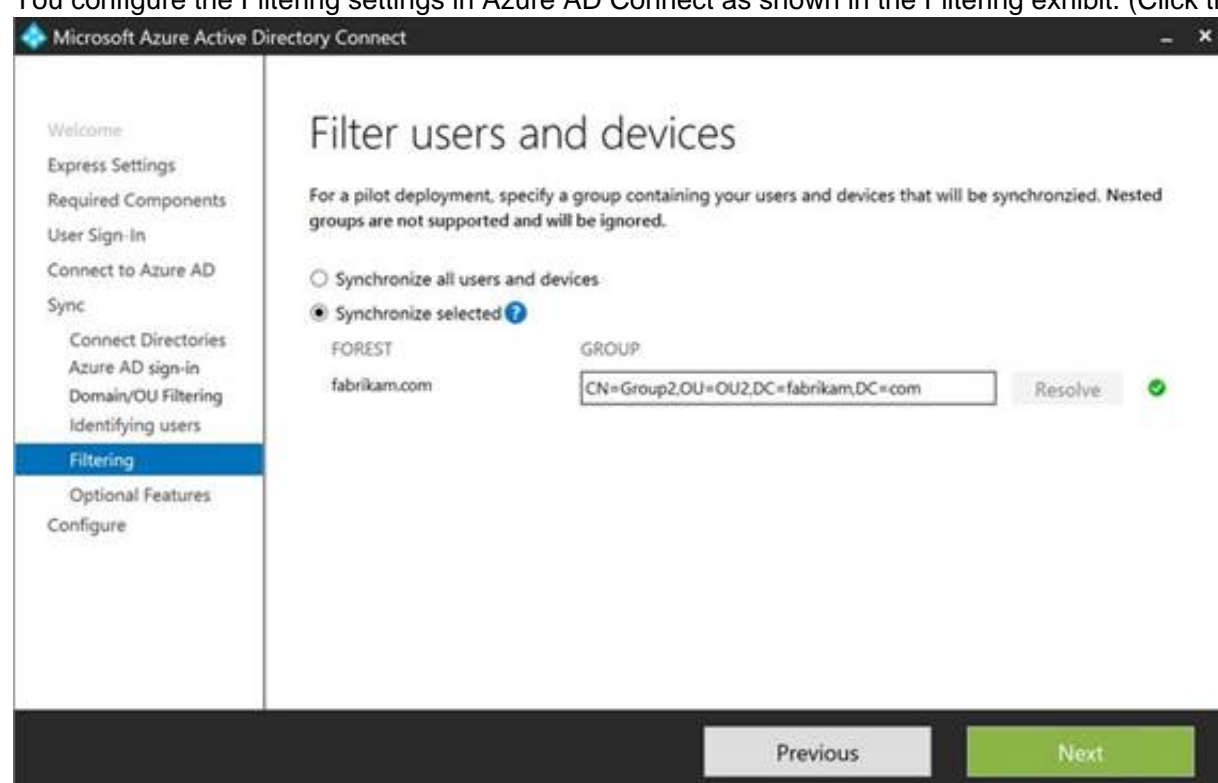 You configure the Filtering settings in Azure AD Connect as shown in the Filtering exhibit. (Click
Microsoft Azure Active Directory Connect
Welcome
Express Settings
Required Components
User Sign-In
Connect to Azure AD
Sync
Connect Directories
Azure AD sign-in
Domain/OU Filtering
Identifying users
Filtering
Optional Features
Configure
Filter users and devices
For a pilot deployment, specify a group containing your users and devices that will be synchronzied. Nested
groups are not supported and will be ignored.
Synchronize all users and devices
Synchronize selected ?
FOREST GROUP
fabrikam.com CN=Group2,OU=OU2,DC=fabrikam,DC=com Resolve
Previous Next